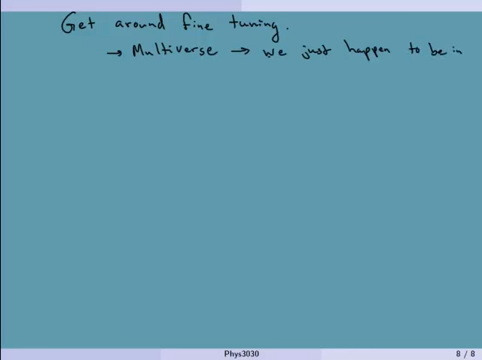 Get around fine tuning.
→ Multiverse → we just happen to be in
Phys3030
8 / 8